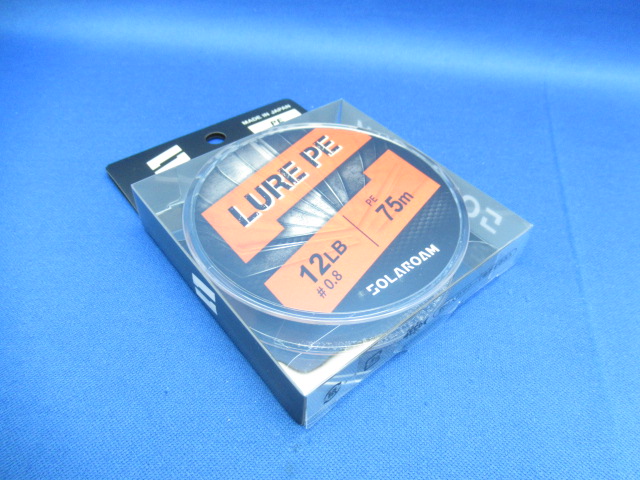 MADE IN JAPAN
PE
LURE PE
12LB
#0.8
PE
75m
SOLAROAM